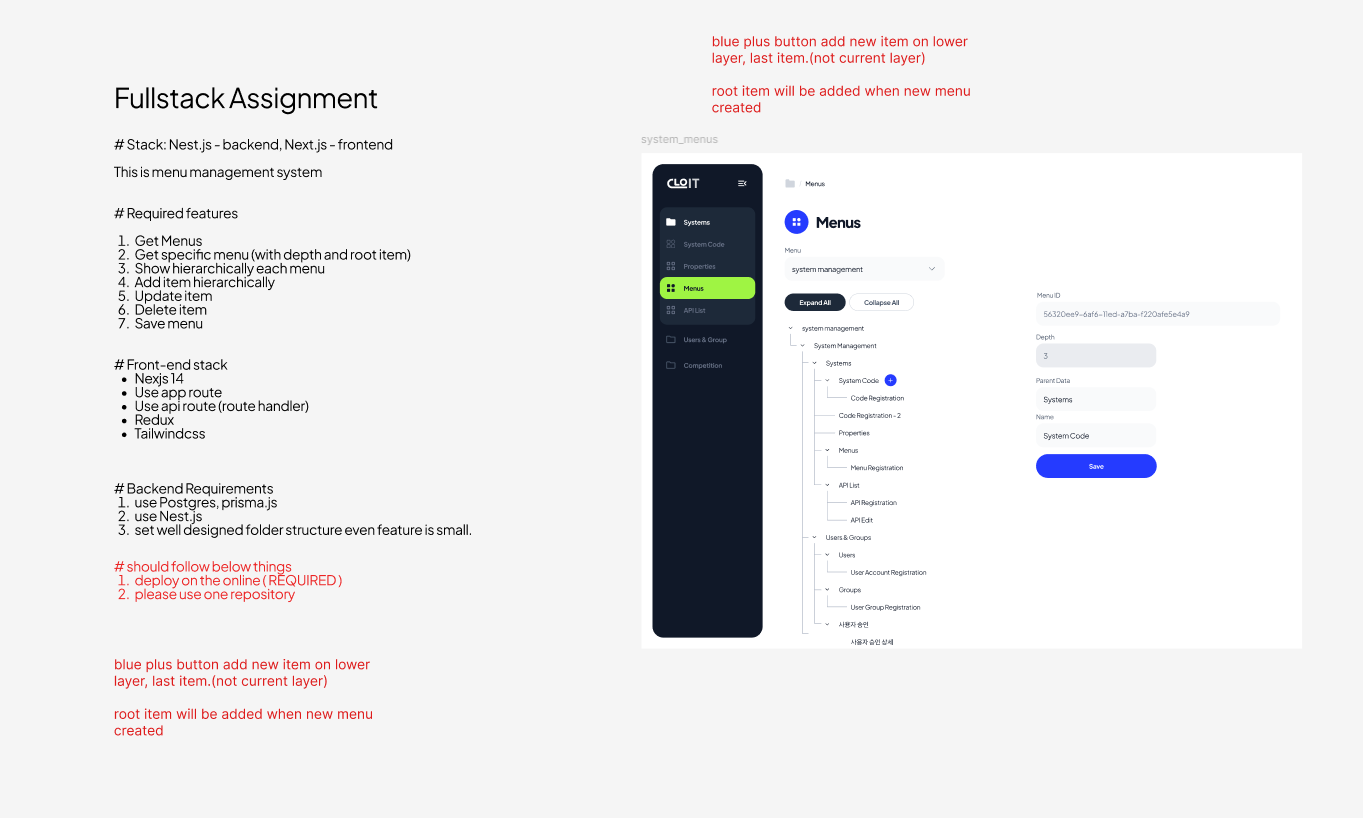 Fullstack Assignment
# Stack: Nest.js - backend, Next.js - frontend
This is menu management system
# Required features
1. Get Menus
2. Get specific menu (with depth and root item)
3. Show hierarchically each menu
4. Add item hierarchically
5. Update item
6. Delete item
7. Save menu
# Front-end stack
• Nexjs 14
• Use app route
• Use api route (route handler)
• Redux
• Tailwindcss
# Backend Requirements
1. use Postgres, prisma.js
2. use Nest.js
3. set well designed folder structure even feature is small.
# should follow below things
1. deploy on the online ( REQUIRED )
2. please use one repository
blue plus button add new item on lower
layer, last item.(not current layer)
root item will be added when new menu
created
blue plus button add new item on lower
layer, last item.(not current layer)
root item will be added when new menu
created
system_menus
CLOIT
Systems
System Code
Properties
Menus
API List
Users & Group
Competition
/ Menus
Menus
Menu
system management
Expand All
Collapse All
system management
System Management
Systems
System Code
Code Registration
Code Registration - 2
Properties
Menus
Menu Registration
API List
API Registration
API Edit
Users & Groups
Users
User Account Registration
Groups
User Group Registration
사용자 승인
사용자 승인 상세
Menu ID
56320ee9-6af6-11ed-a7ba-f220afe5e4a9
Depth
3
Parent Data
Systems
Name
System Code
Save